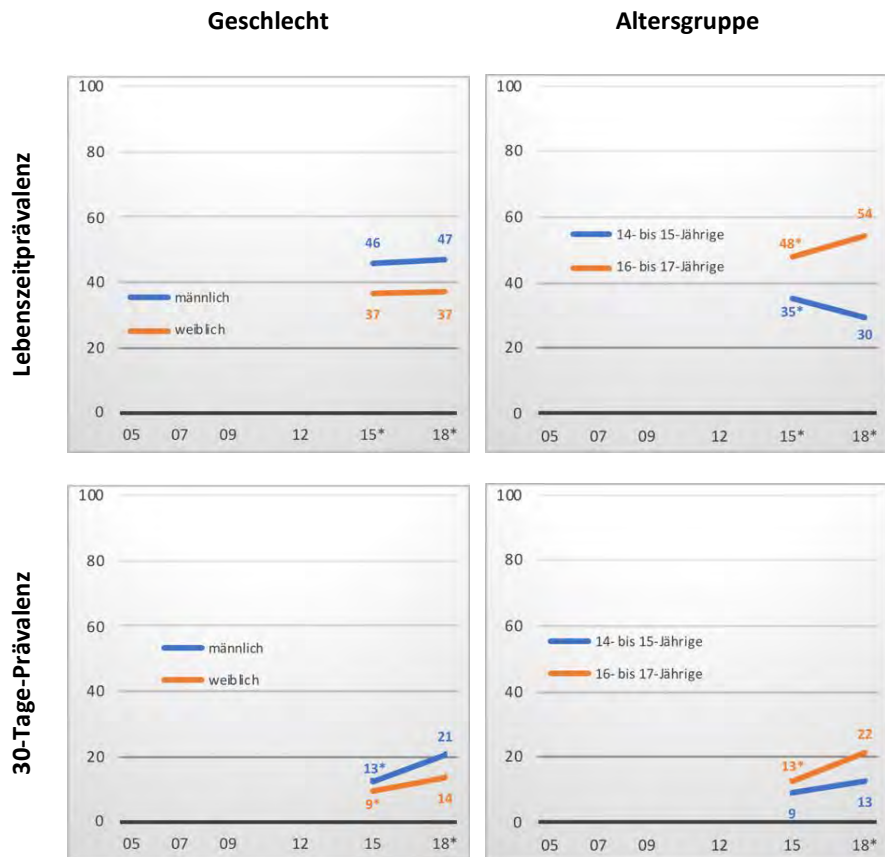 Geschlecht
Altersgruppe
Lebenszeitprävalenz
100
80
60
40
20
0
46
47
männlich
weiblich
37
37
05 07 09 12 15* 18*
100
80
60
40
20
0
54
48*
14- bis 15-Jährige
16- bis 17-Jährige
35*
30
05 07 09 12 15* 18*
30-Tage-Prävalenz
100
80
60
40
20
0
männlich
weiblich
21
13*
9*
14
05 07 09 12 15 18*
100
80
60
40
20
0
14- bis 15-Jährige
16- bis 17-Jährige
22
13*
9
13
05 07 09 12 15 18*